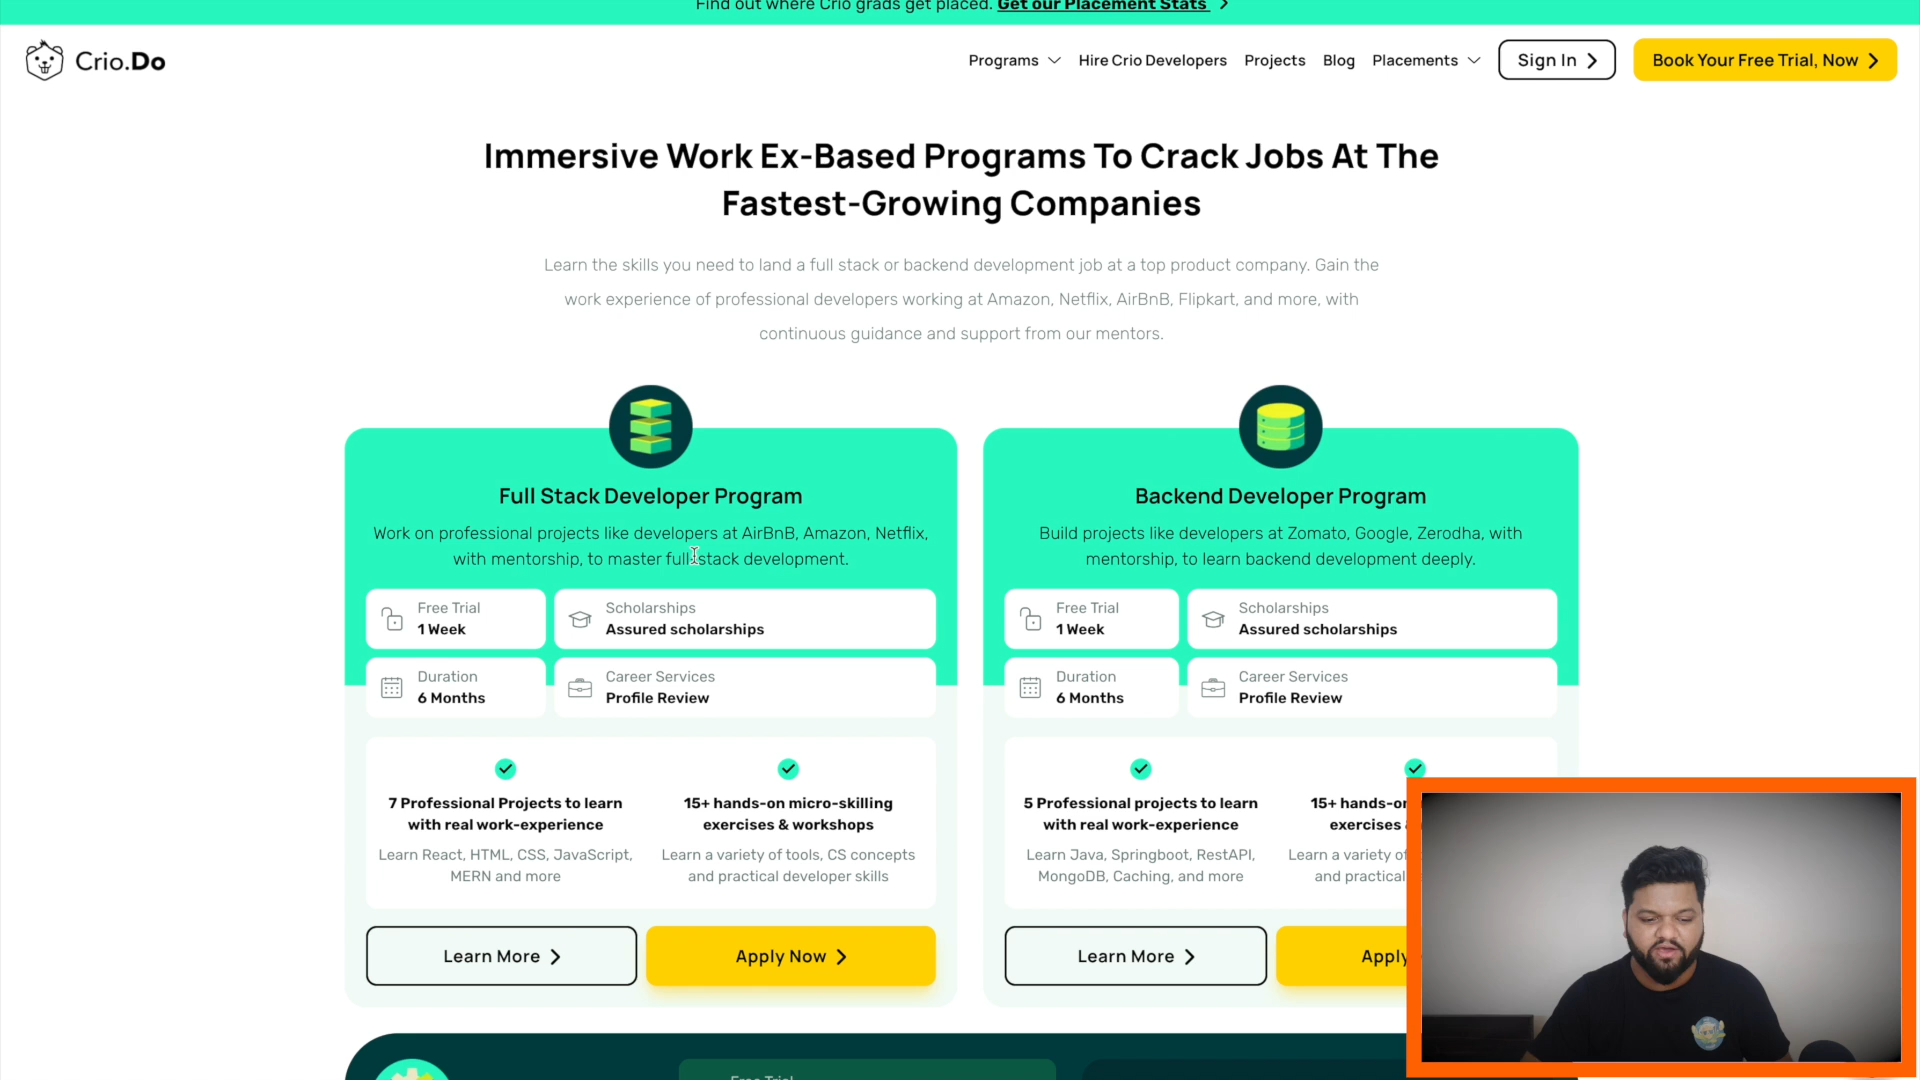 Find out where Crio grads get placed. Get our Placement Stats
Crio.Do
Programs
Hire Crio Developers
Projects
Blog
Placements
Sign In
Book Your Free Trial, Now
Immersive Work Ex-Based Programs To Crack Jobs At The
Fastest-Growing Companies
Learn the skills you need to land a full stack or backend development job at a top product company. Gain the
work experience of professional developers working at Amazon, Netflix, AirBnB, Flipkart, and more, with
continuous guidance and support from our mentors.
Full Stack Developer Program
Work on professional projects like developers at AirBnB, Amazon, Netflix,
with mentorship, to master full stack development.
Free Trial
1 Week
Scholarships
Assured scholarships
Duration
6 Months
Career Services
Profile Review
7 Professional Projects to learn
with real work-experience
Learn React, HTML, CSS, JavaScript,
MERN and more
15+ hands-on micro-skilling
exercises & workshops
Learn a variety of tools, CS concepts
and practical developer skills
Learn More
Apply Now
Backend Developer Program
Build projects like developers at Zomato, Google, Zerodha, with
mentorship, to learn backend development deeply.
Free Trial
1 Week
Scholarships
Assured scholarships
Duration
6 Months
Career Services
Profile Review
5 Professional projects to learn
with real work-experience
Learn Java, Springboot, RestAPI,
MongoDB, Caching, and more
15+ hands-on
exercises
Learn a variety of
and practical
Learn More
Apply
Free Trial